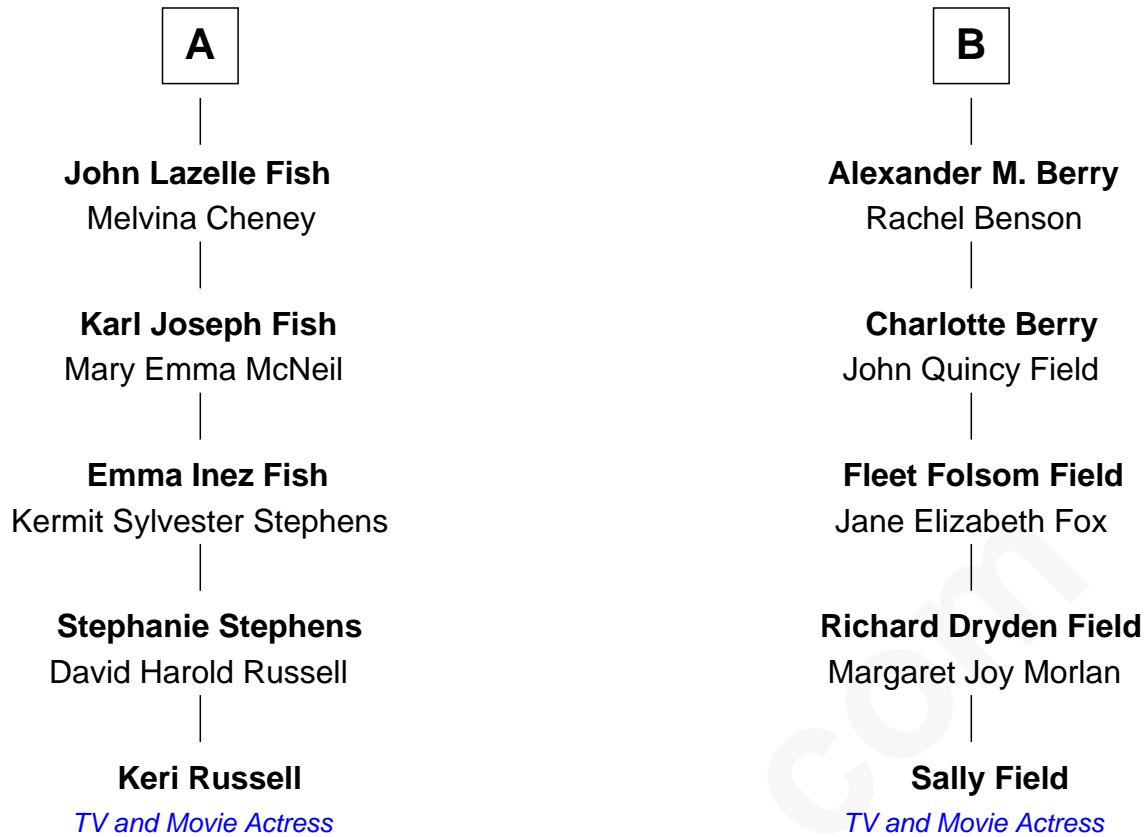 A
John Lazelle Fish
Melvina Cheney
Karl Joseph Fish
Mary Emma McNeil
Emma Inez Fish
Kermit Sylvester Stephens
Stephanie Stephens
David Harold Russell
Keri Russell
TV and Movie Actress
B
Alexander M. Berry
Rachel Benson
Charlotte Berry
John Quincy Field
Fleet Folsom Field
Jane Elizabeth Fox
Richard Dryden Field
Margaret Joy Morlan
Sally Field
TV and Movie Actress
com